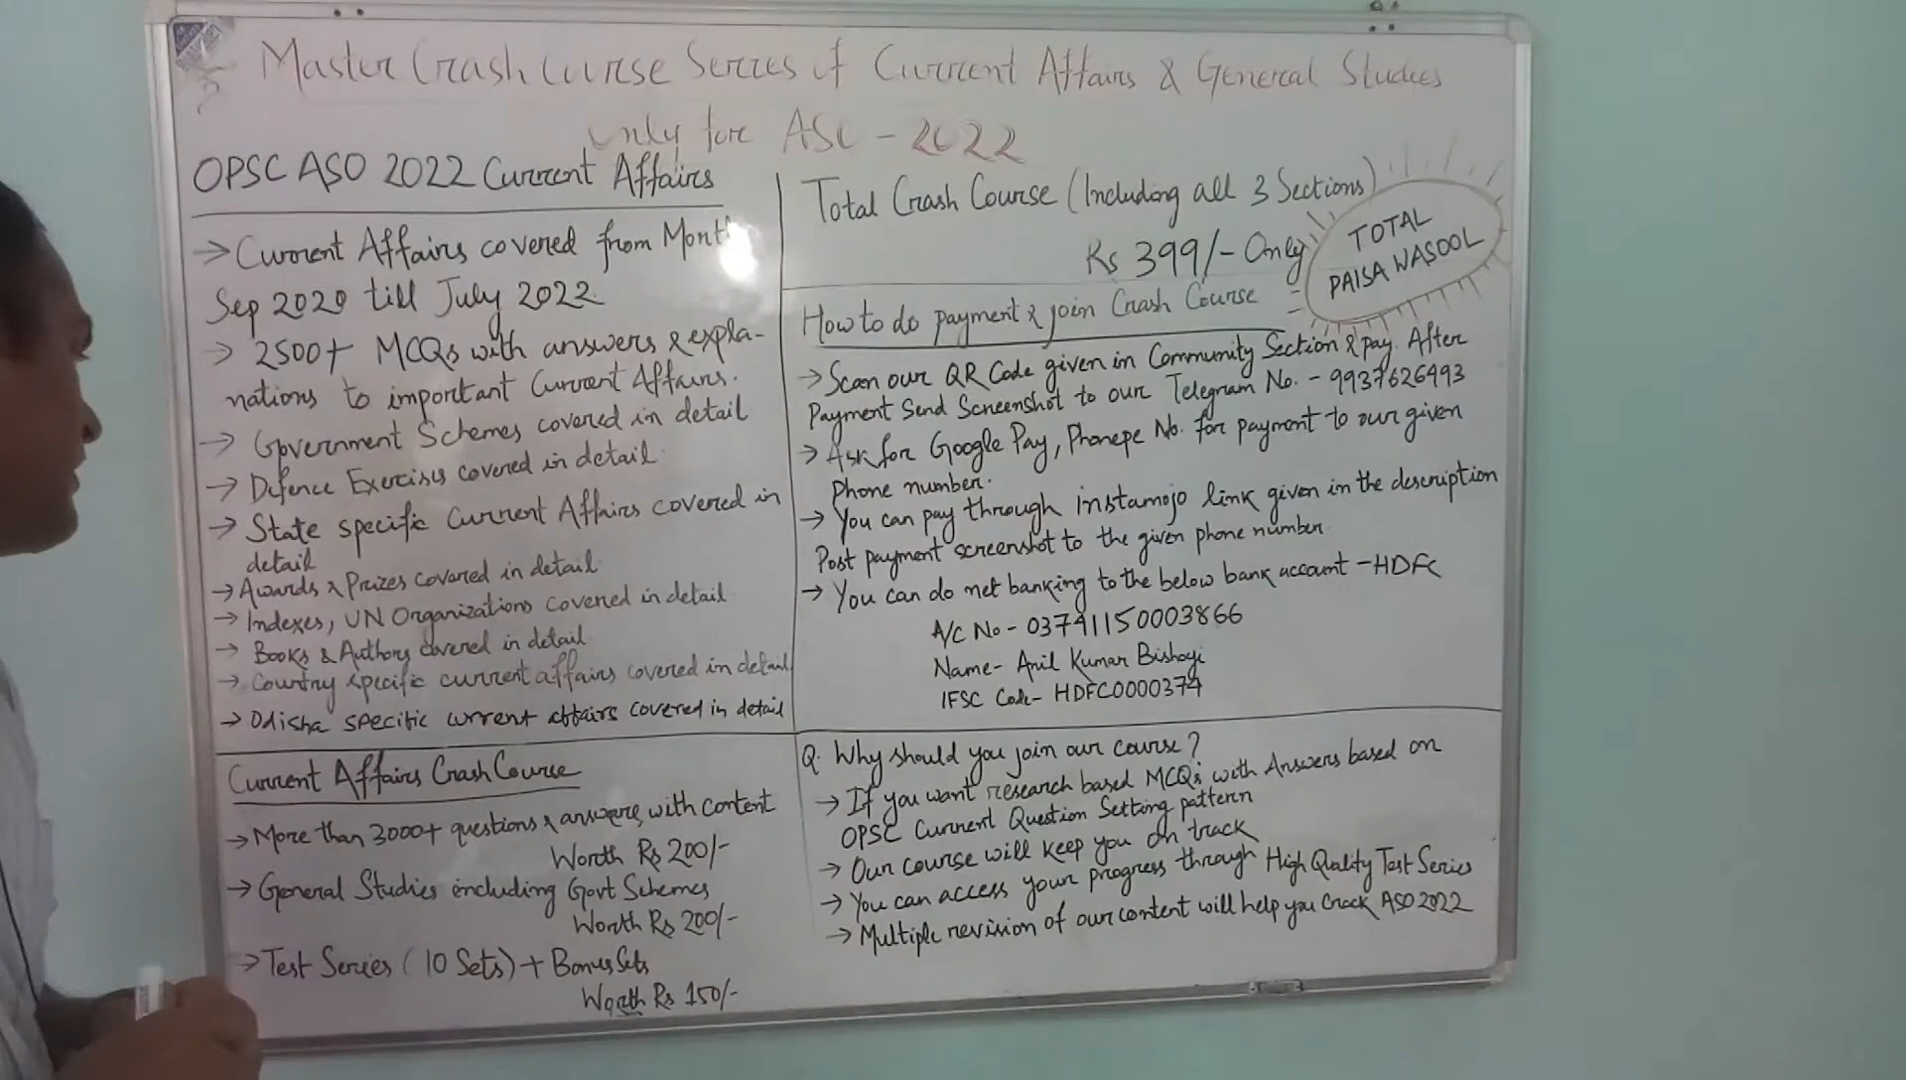 Master Crash Course Series of Current Affairs & General Studies
Only for ASO - 2022
OPSC ASO 2022 Current Affairs
→ Current Affairs covered from Month
Sep 2020 till July 2022
→ 2500+ MCQs with answers & expla-
nations to important Current Affairs.
→ Government Schemes covered in detail
→ Defence Exercises covered in detail
→ State specific Current Affairs covered in
detail
→ Awards & Prizes covered in detail
→ Indexes, UN Organizations covered in detail
→ Books & Authors covered in detail
→ Country specific current affairs covered in detail
→ Odisha specific current affairs covered in detail
Current Affairs Crash Course
→ More than 3000+ questions & answers, with content
Worth Rs 200/-
→ General Studies including Govt Schemes
Worth Rs 200/-
→ Test Series (10 Sets) + Bonus Sets
Worth Rs 150/-
Total Crash Course (Including all 3 Sections)
Rs 399/- Only
TOTAL
PAISA WASOOL
How to do payment & join Crash Course
→ Scan our QR Code given in Community Section & pay. After
Payment Send Screenshot to our Telegram No. - 9937626493
→ Ask for Google Pay, Phonepe No. for payment to our given
Phone number.
→ You can pay through instamojo link given in the description
Post payment screenshot to the given phone number
→ You can do net banking to the below bank account - HDFC
A/C No - 03741150003866
Name - Anil Kumar Bishoyi
IFSC Code - HDFC0000374
Q. Why should you join our course?
→ If you want research based MCQs with Answers based on
OPSC Current Question Setting pattern
→ Our course will keep you on track
→ You can access your progress through High Quality Test Series
→ Multiple revision of our content will help you crack ASO 2022